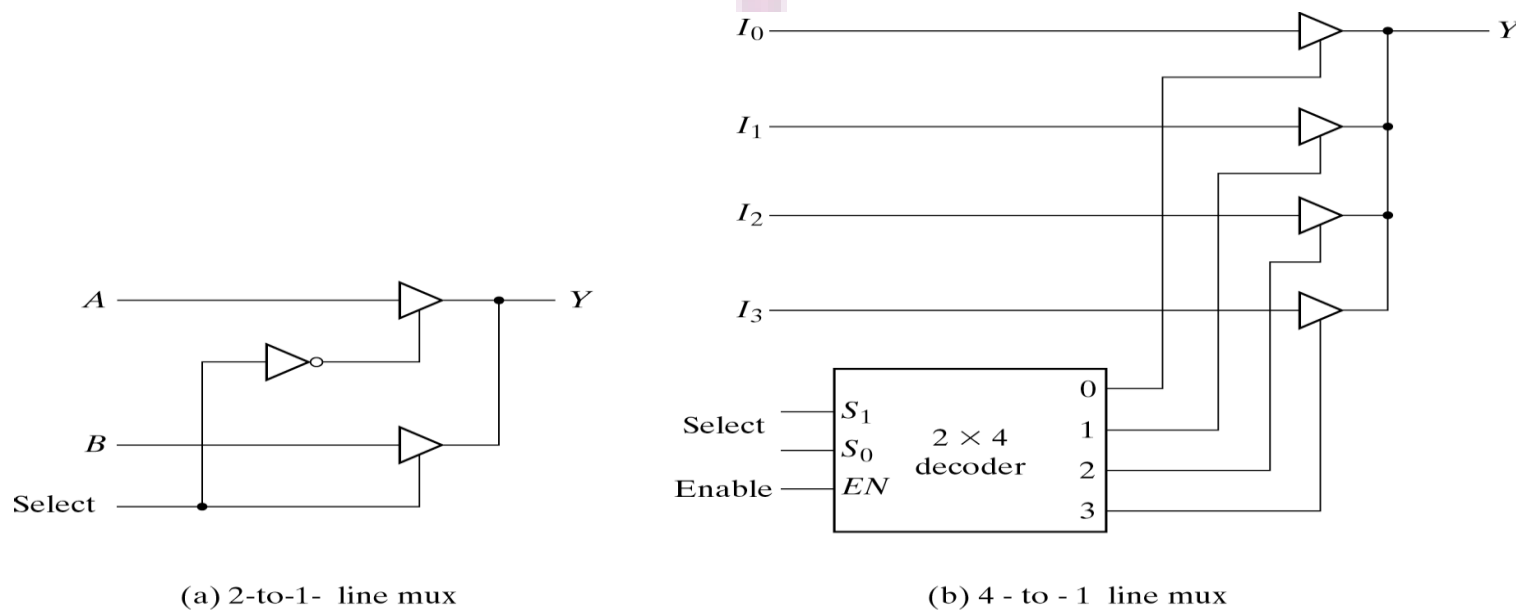 A
Y
B
Select
(a) 2-to-1- line mux
I0
Y
I1
I2
I3
Select
S1
S0
Enable
EN
2 × 4
decoder
0
1
2
3
(b) 4 - to - 1 line mux